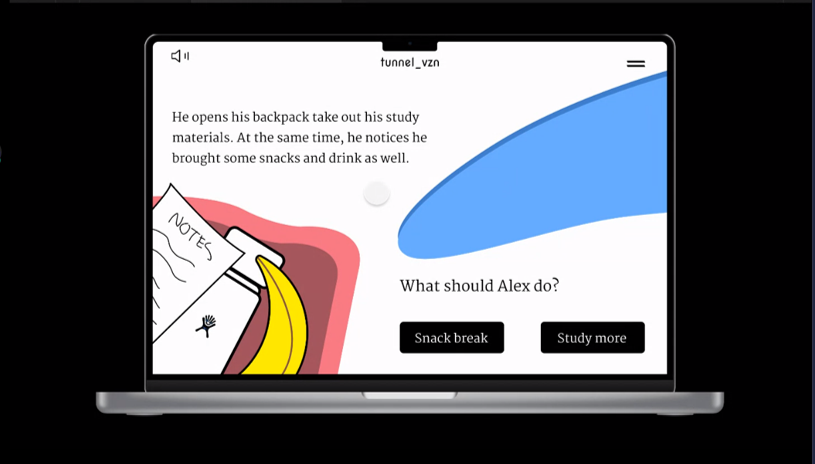 tunnel_vzn
He opens his backpack take out his study
materials. At the same time, he notices he
brought some snacks and drink as well.
NOTES
What should Alex do?
Snack break
Study more